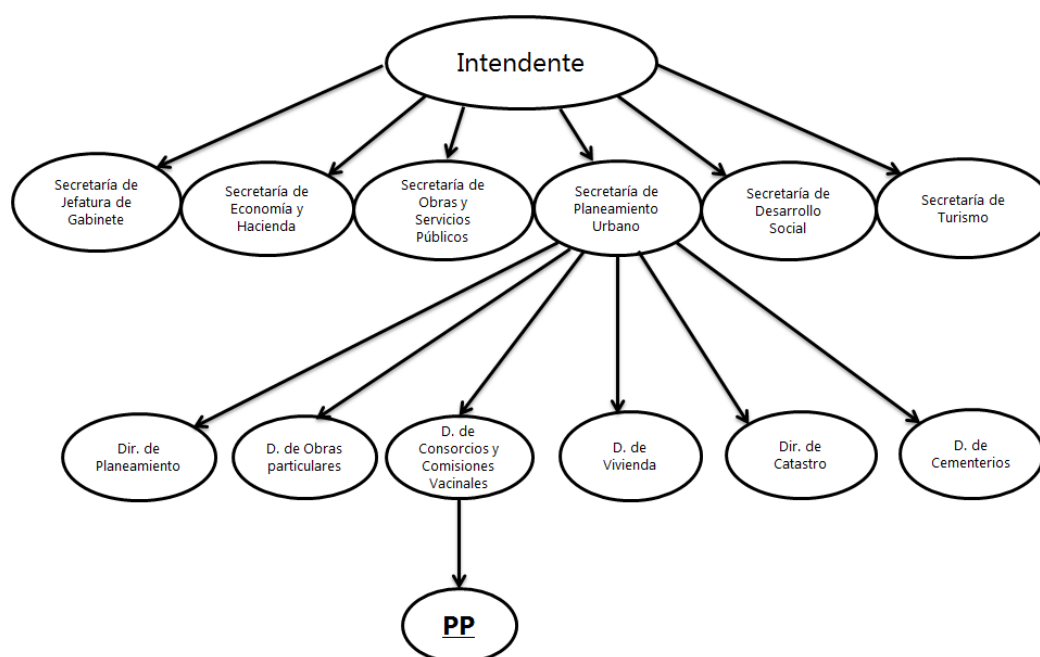 Intendente
Secretaría de
Jefatura de
Gabinete
Secretaría de
Economía y
Hacienda
Secretaría de
Obras y
Servicios
Públicos
Secretaría de
Planeamiento
Urbano
Secretaría de
Desarrollo
Social
Secretaría
de Turismo
Dir. de
Planeamiento
D. de Obras
particulares
D. de
Consorcios y
Comisiones
Vacinales
D. de
Vivienda
Dir. de
Catastro
D. de
Cementerios
PP